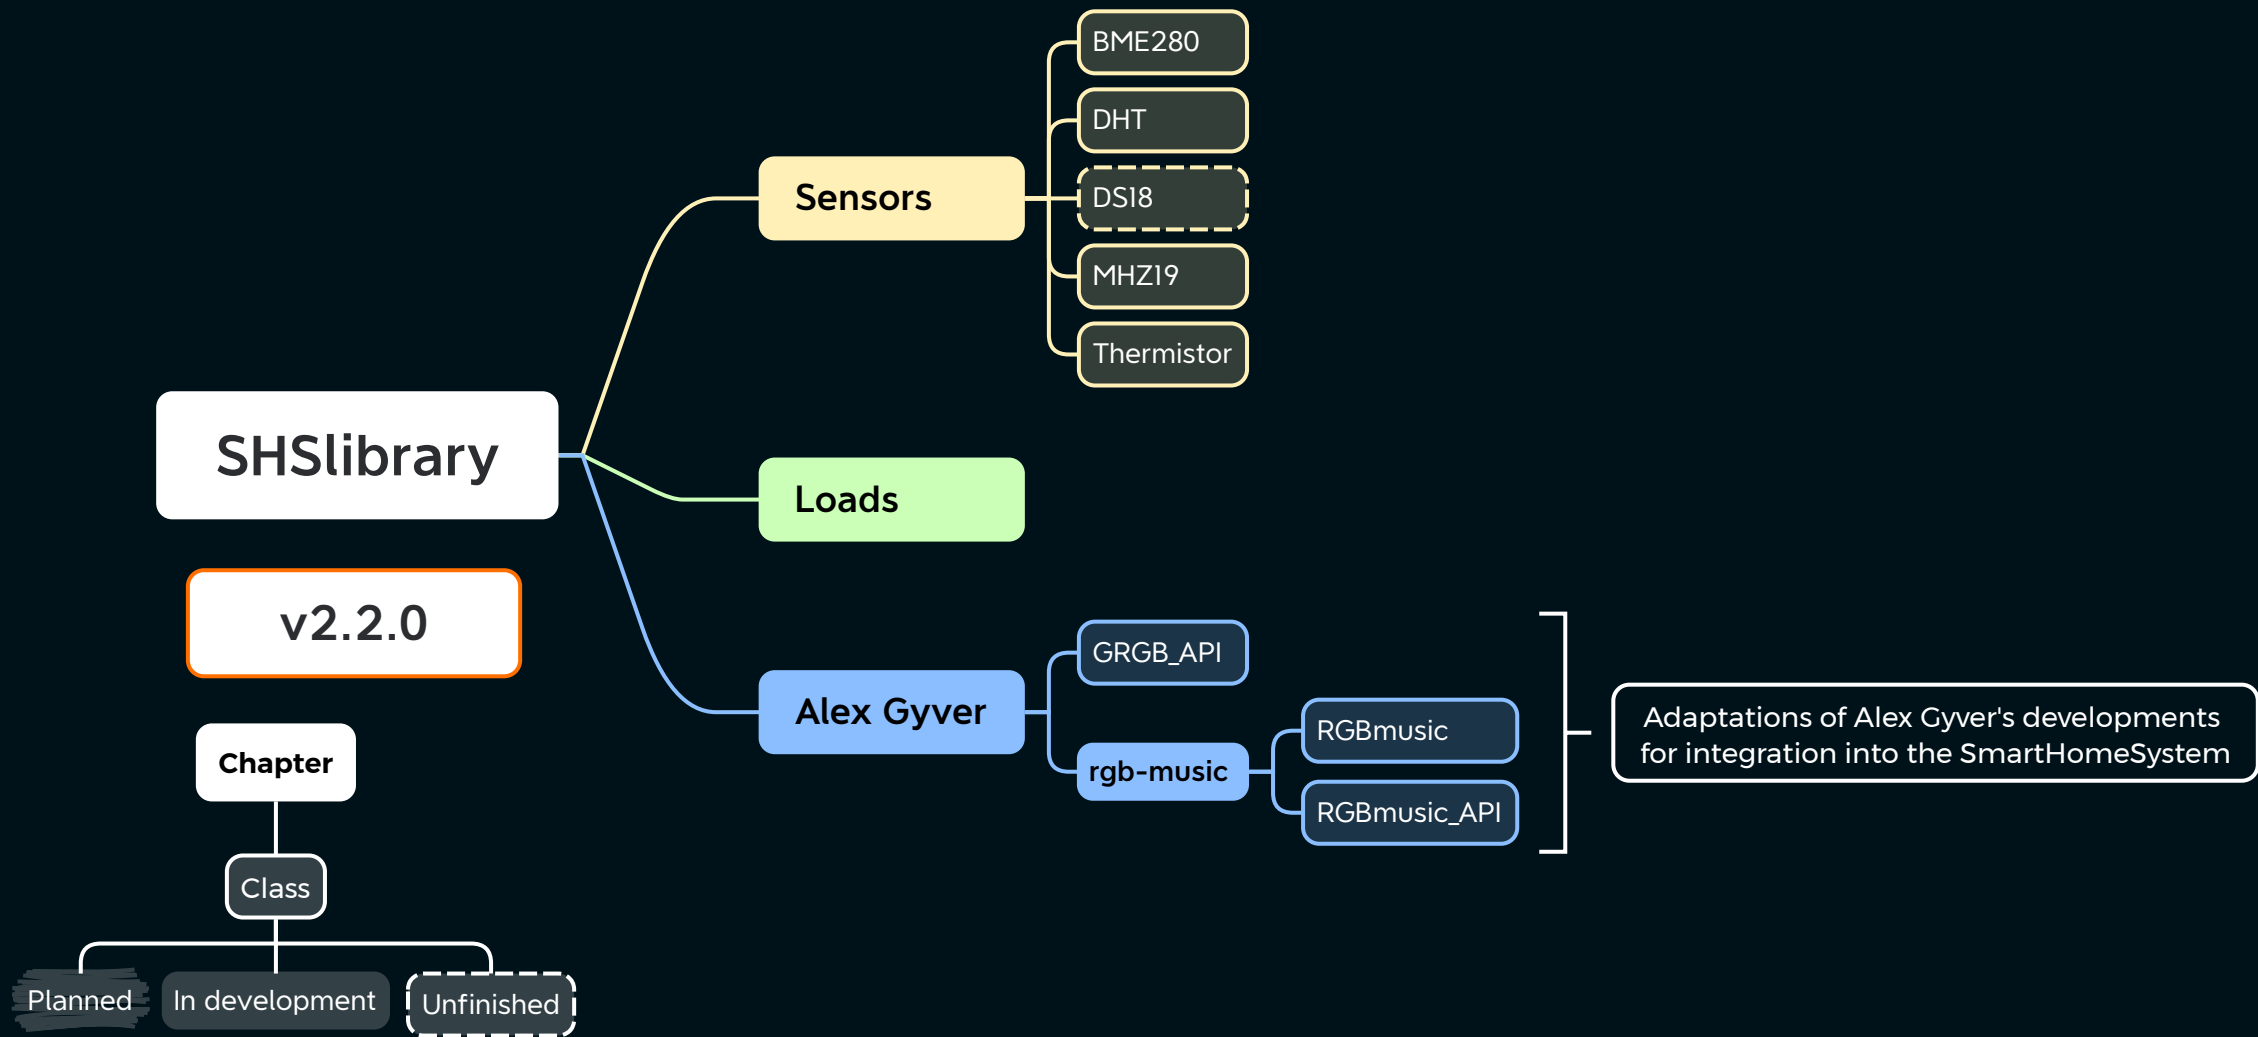 BME280
DHT
DS18
MHZ19
Thermistor
Sensors
SHSlibrary
Loads
v2.2.0
Alex Gyver
GRGB_API
rgb-music
RGBmusic
RGBmusic_API
Adaptations of Alex Gyver's developments
for integration into the SmartHomeSystem
Chapter
Class
Planned
In development
Unfinished